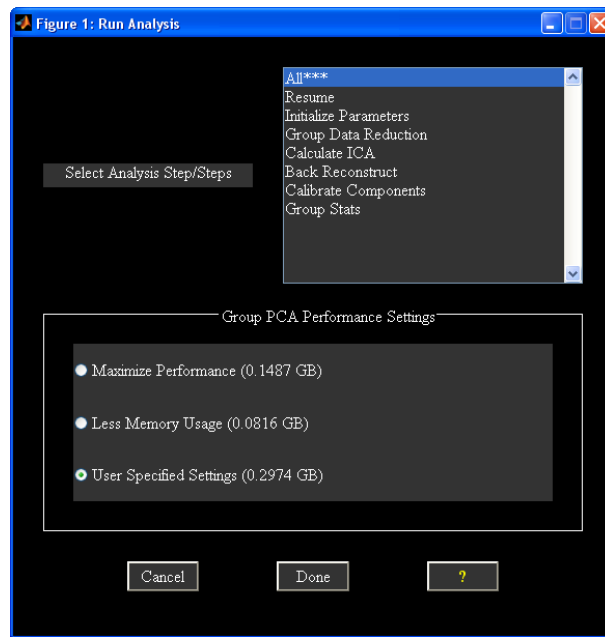 Figure 1: Run Analysis
All***
Resume
Initialize Parameters
Group Data Reduction
Calculate ICA
Back Reconstruct
Calibrate Components
Group Stats
Select Analysis Step/Steps
Group PCA Performance Settings
Maximize Performance (0.1487 GB)
Less Memory Usage (0.0816 GB)
User Specified Settings (0.2974 GB)
Cancel Done ?